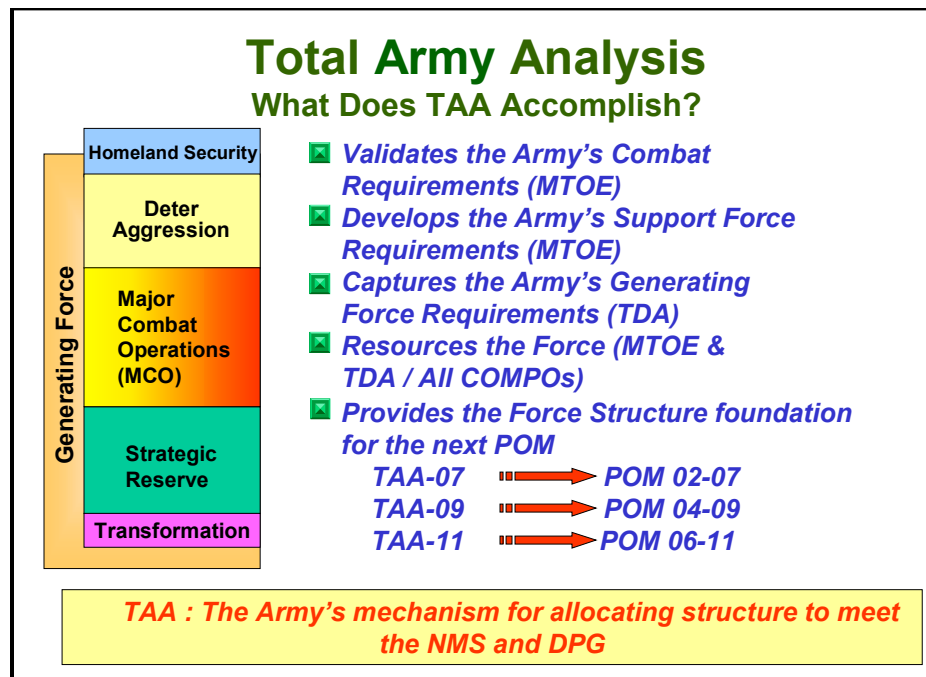 Total Army Analysis
What Does TAA Accomplish?
Generating Force
Homeland Security
Deter
Aggression
Major
Combat
Operations
(MCO)
Strategic
Reserve
Transformation
Validates the Army's Combat
Requirements (MTOE)
Develops the Army's Support Force
Requirements (MTOE)
Captures the Army's Generating
Force Requirements (TDA)
Resources the Force (MTOE &
TDA / All COMPOs)
Provides the Force Structure foundation
for the next POM
TAA-07 POM 02-07
TAA-09 POM 04-09
TAA-11 POM 06-11
TAA : The Army's mechanism for allocating structure to meet
the NMS and DPG